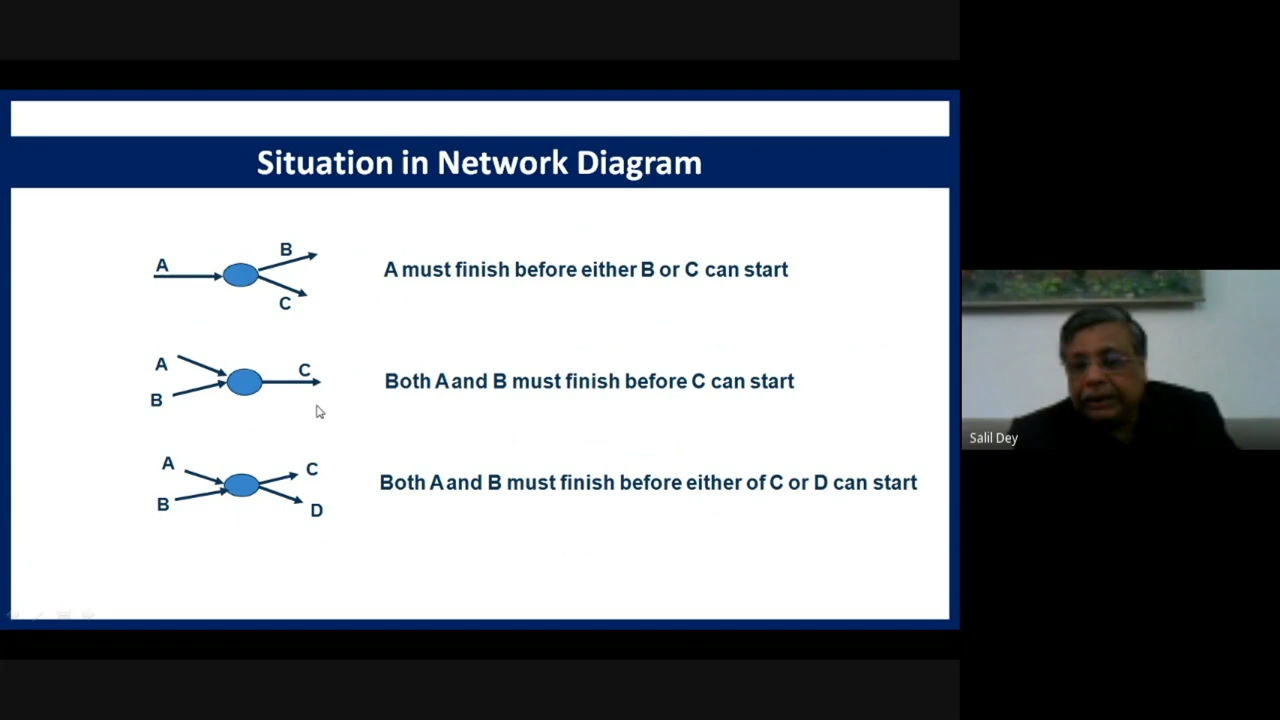 Situation in Network Diagram
A
B
C
A must finish before either B or C can start
A
B
C
Both A and B must finish before C can start
A
B
C
D
Both A and B must finish before either of C or D can start
Salil Dey